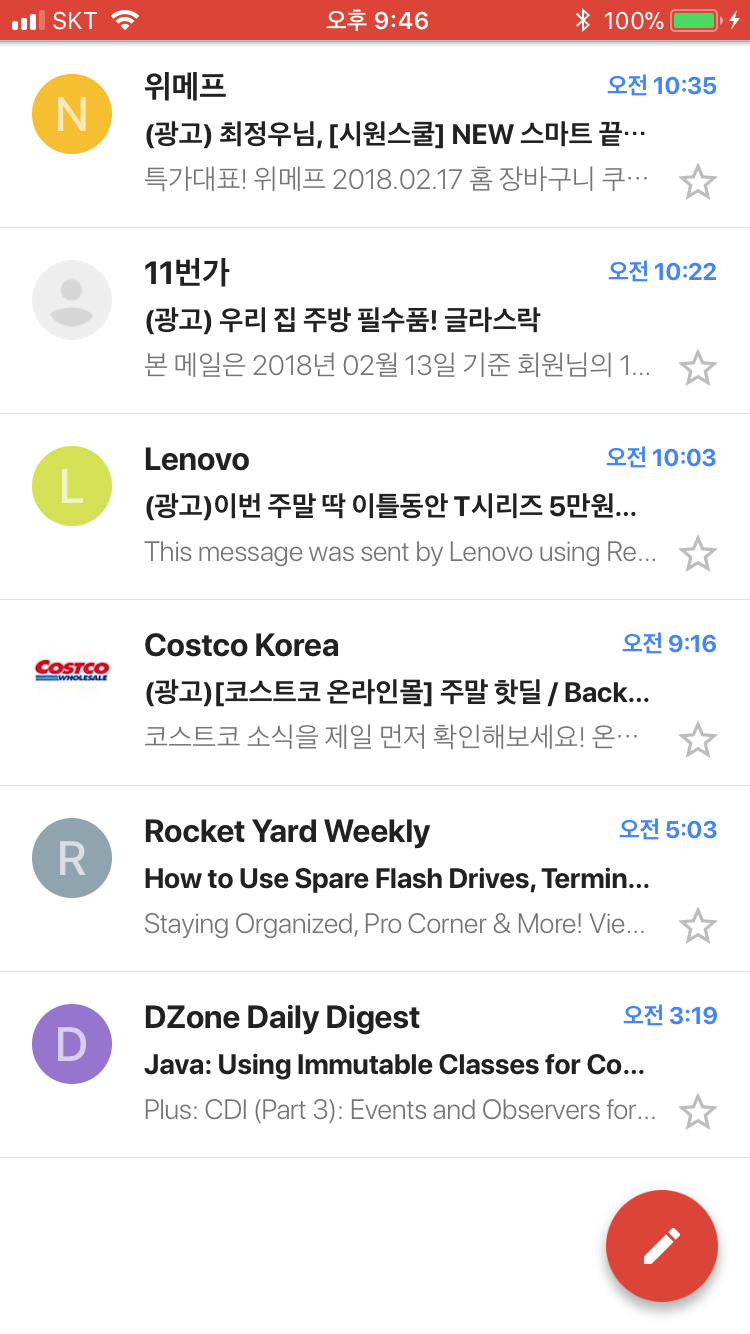 SKT 오후 9:46 100%
N 위메프 오전 10:35
(광고) 최정우님, [시원스쿨] NEW 스마트 끝…
특가대표! 위메프 2018.02.17 홈 장바구니 쿠…
11번가 오전 10:22
(광고) 우리 집 주방 필수품! 글라스락
본 메일은 2018년 02월 13일 기준 회원님의 1...
L Lenovo 오전 10:03
(광고)이번 주말 딱 이틀동안 T시리즈 5만원...
This message was sent by Lenovo using Re...
Costco Korea 오전 9:16
COSTCO
WHOLESALE
(광고)[코스트코 온라인몰] 주말 핫딜 / Back...
코스트코 소식을 제일 먼저 확인해보세요! 온…
R Rocket Yard Weekly 오전 5:03
How to Use Spare Flash Drives, Termin...
Staying Organized, Pro Corner & More! Vie...
D DZone Daily Digest 오전 3:19
Java: Using Immutable Classes for Co...
Plus: CDI (Part 3): Events and Observers for...